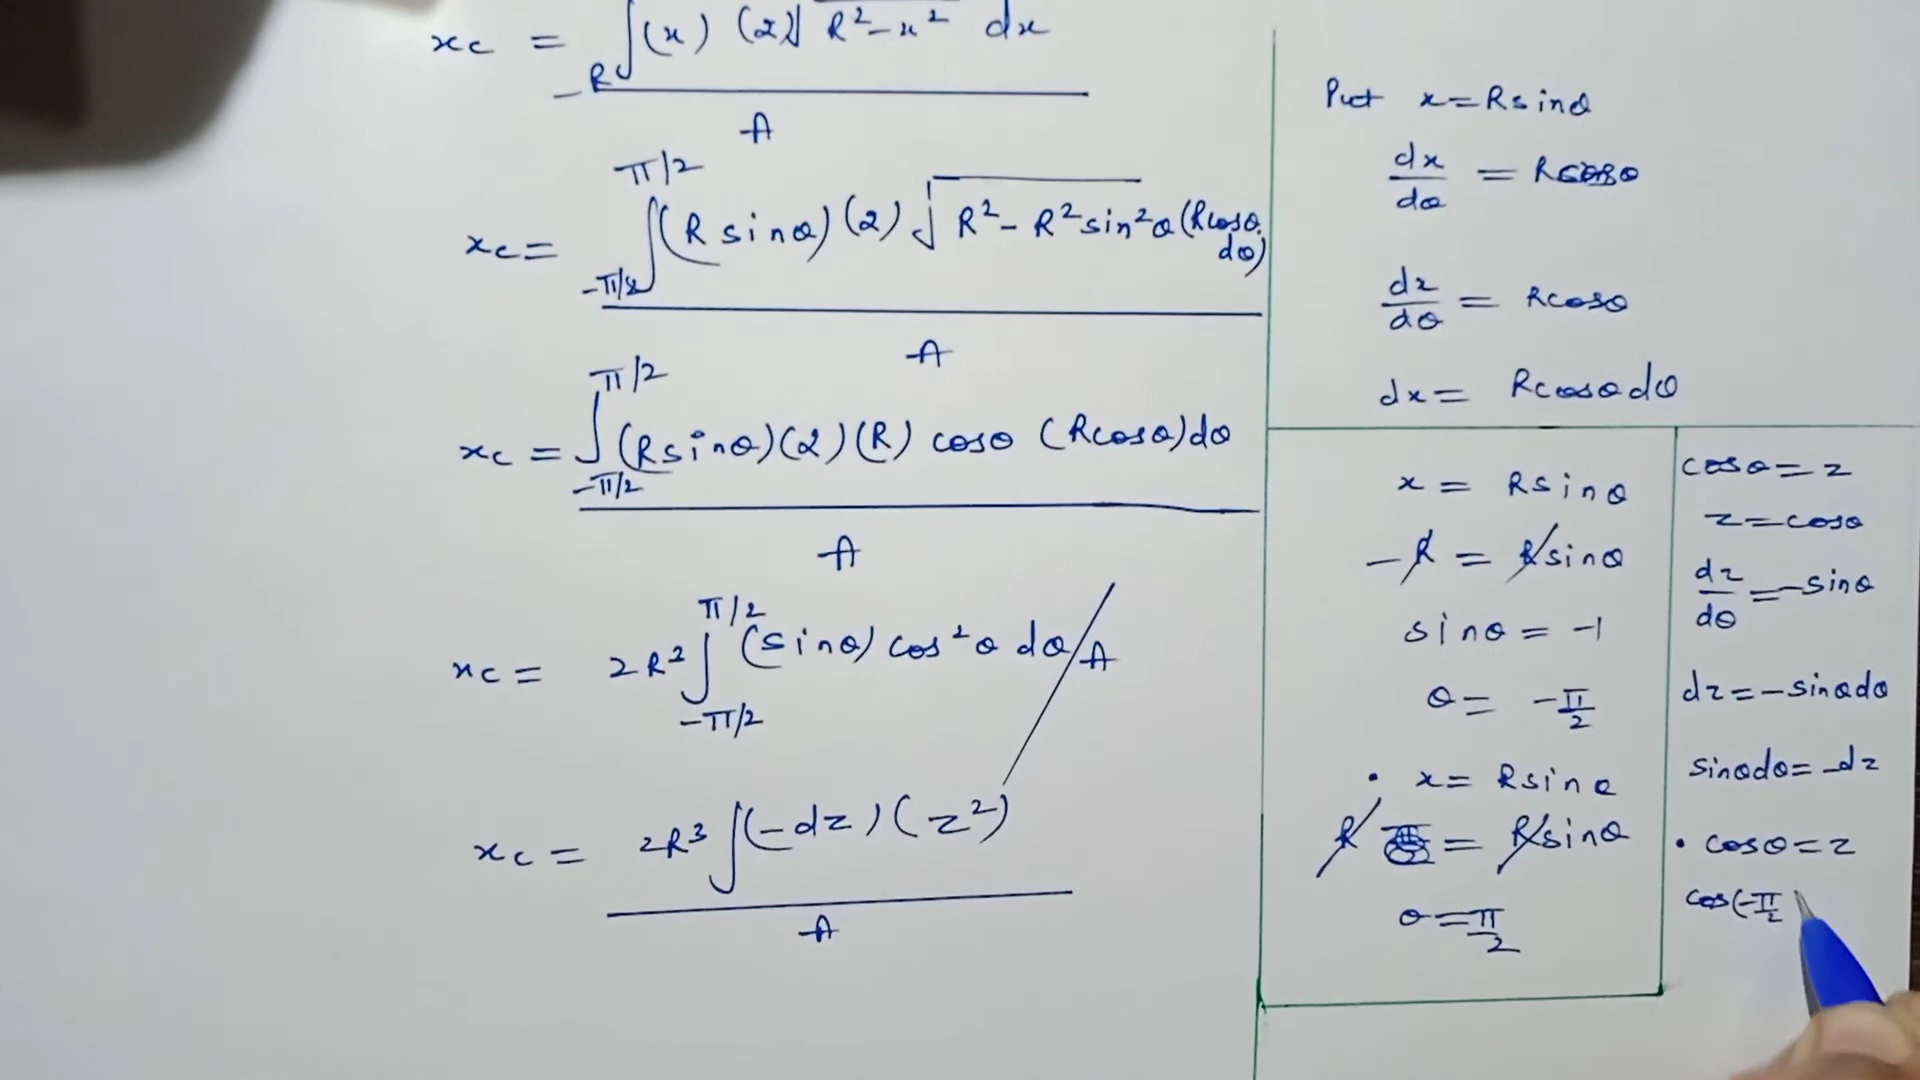 xc = ∫(x) (2)√R²-x² dx
-R
A
π/2
xc = ∫(R sinθ)(2)√R²-R²sin²θ(Rcosθ.
dθ)
-π/2
A
π/2
xc = ∫(Rsinθ)(2)(R) cosθ (Rcosθ)dθ
-π/2
A
π/2
xc = 2R²∫(sinθ) cos²θ dθ/A
-π/2
xc = 2R³∫(-dz)(z²)
A
Put x=Rsinθ
dx/dθ = Rcosθ
dx/dθ = Rcosθ
dx = Rcosθdθ
x = Rsinθ
-R = Rsinθ
sinθ = -1
θ = -π/2
• x = Rsinθ
R = Rsinθ
θ = π/2
cosθ=z
z=cosθ
dz/dθ = -sinθ
dz = -sinθdθ
sinθdθ = -dz
• cosθ=z
cos(-π/2